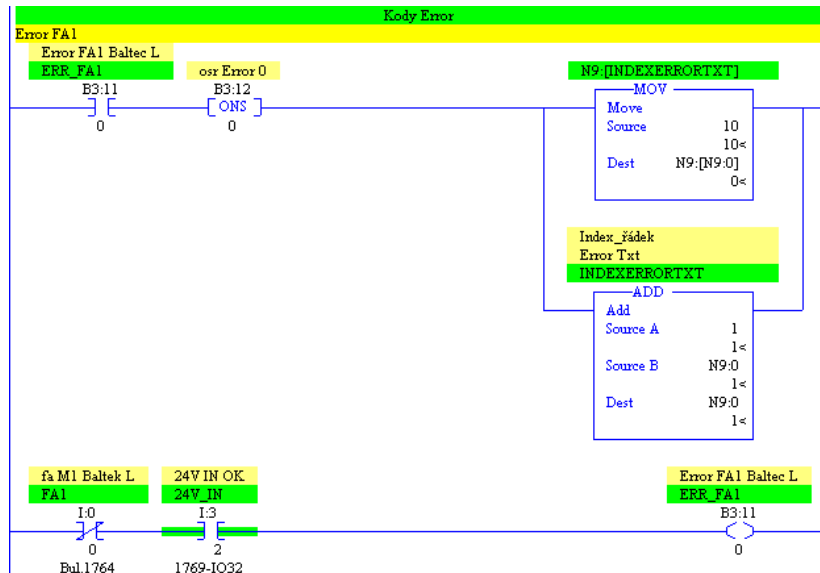 Kody Error
Error FA1
Error FA1 Baltec L
ERR_FA1
B3:11
0
osr Error 0
B3:12
ONS
0
N9:[INDEXERRORTXT]
MOV
Move
Source 10
10<
Dest N9:[N9:0]
0<
Index_řádek
Error Txt
INDEXERRORTXT
ADD
Add
Source A 1
1<
Source B N9:0
1<
Dest N9:0
1<
fa M1 Baltek L
FA1
I:0
0
Bul.1764
24V IN OK
24V_IN
I:3
2
1769-IO32
Error FA1 Baltec L
ERR_FA1
B3:11
0